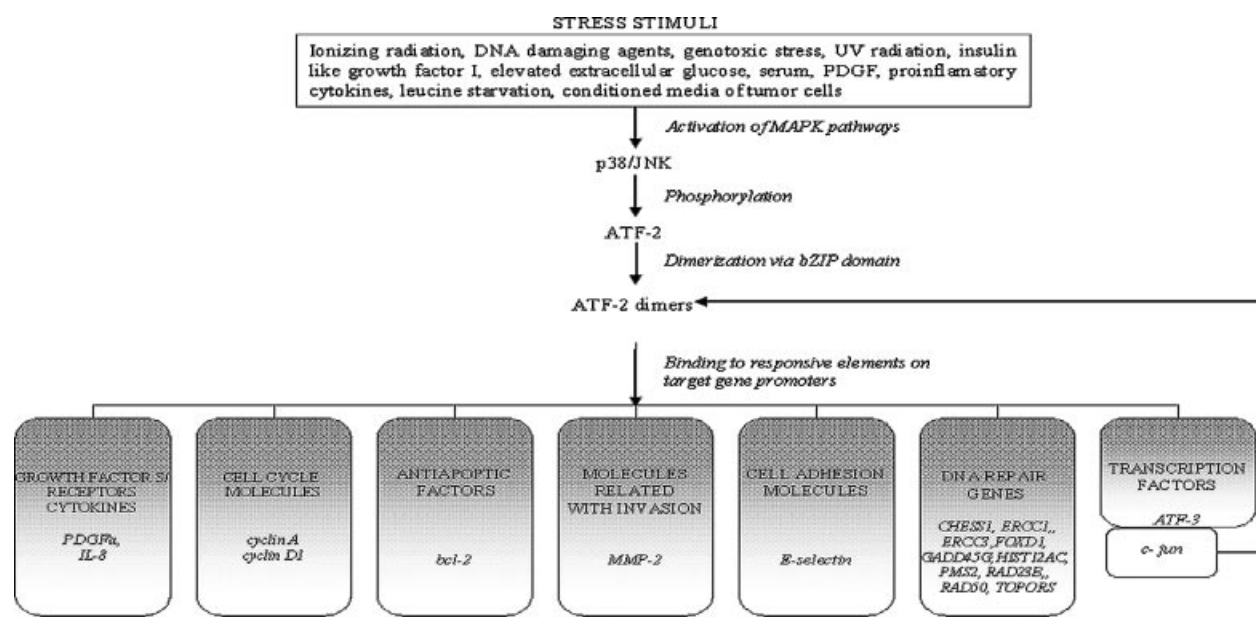 STRESS STIMULI
Ionizing radiation, DNA damaging agents, genotoxic stress, UV radiation, insulin
like growth factor I, elevated extracellular glucose, serum, PDGF, proinflamatory
cytokines, leucine starvation, conditioned media of tumor cells
Activation of MAPK pathways
p38/JNK
Phosphorylation
ATF-2
Dimerization via bZIP domain
ATF-2 dimers
Binding to responsive elements on
target gene promoters
GROWTH FACTORS/
RECEPTORS
CYTOKINES
PDGFα,
IL-8
CELL CYCLE
MOLECULES
cyclin A
cyclin D1
ANTIAPOPTIC
FACTORS
bcl-2
MOLECULES
RELATED
WITH INVASION
MMP-2
CELL ADHESION
MOLECULES
E-selectin
DNA REPAIR
GENES
CHESS1, ERCC1,,
ERCC3,FOXD1,
GADD45G,HIST12AC,
PMS2, RAD23B,,
RAD50, TOPORS
TRANSCRIPTION
FACTORS
ATF-3
c- jun